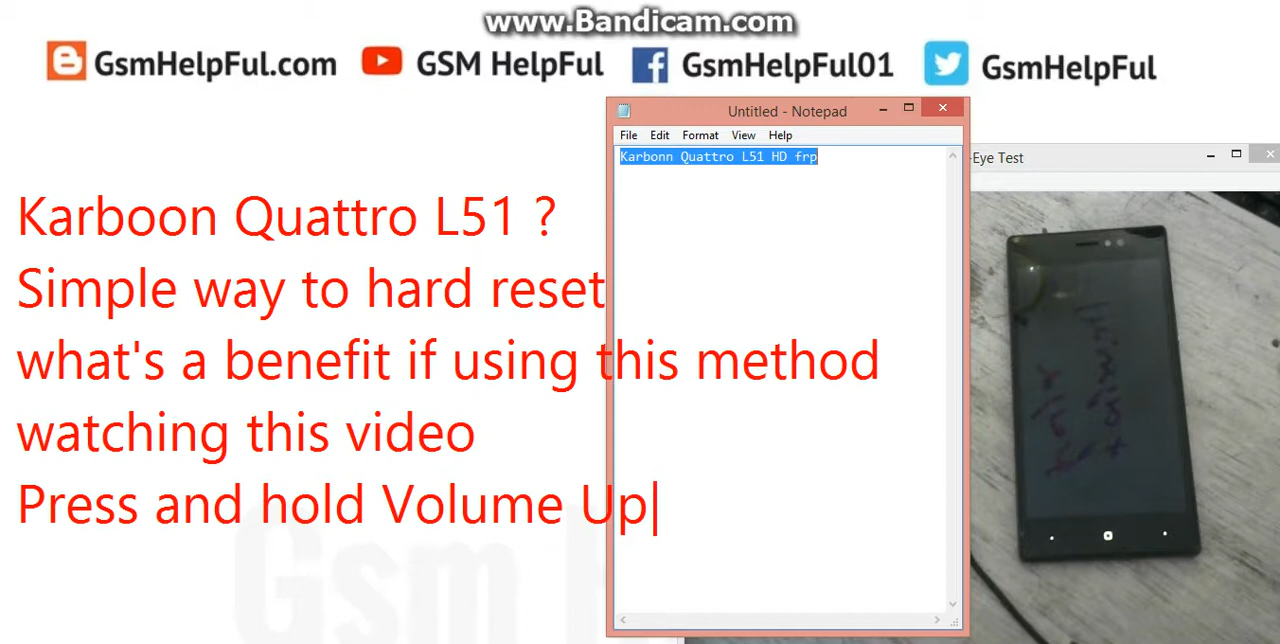 www.Bandicam.com
GsmHelpFul.com GSM HelpFul GsmHelpFul01 GsmHelpFul
Untitled - Notepad
File Edit Format View Help
Karbonn Quattro L51 HD frp
-Eye Test
Karboon Quattro L51 ?
Simple way to hard reset
what's a benefit if using this method
watching this video
Press and hold Volume Up
Gsm